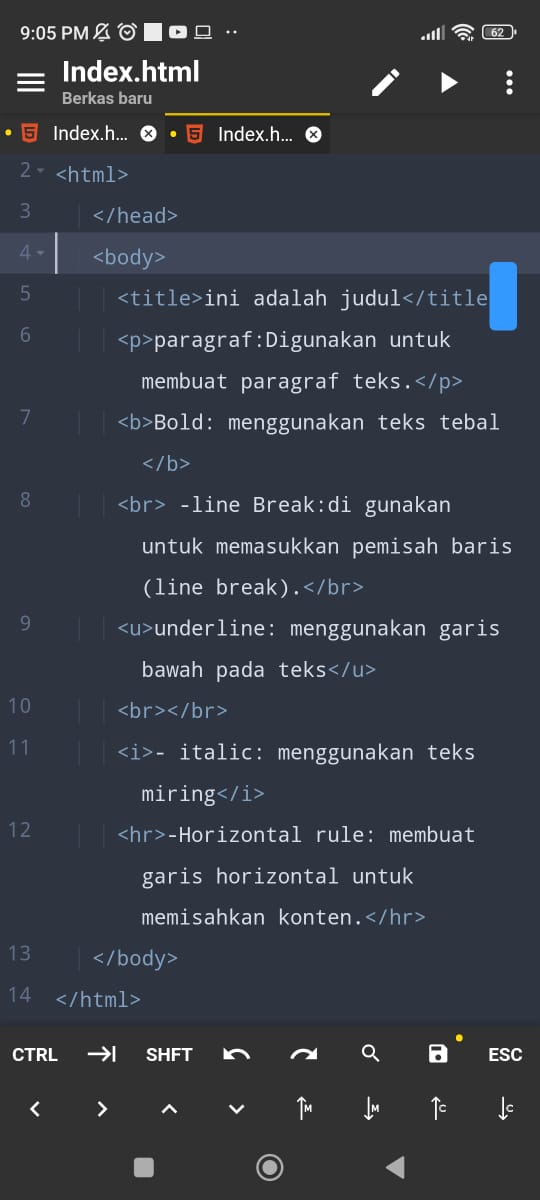 9:05 PM 62
Index.html
Berkas baru
Index.h... Index.h...
2 <html>
3 </head>
4 <body>
5 <title>ini adalah judul</title
6 <p>paragraf:Digunakan untuk
membuat paragraf teks.</p>
7 <b>Bold: menggunakan teks tebal
</b>
8 <br> -line Break:di gunakan
untuk memasukkan pemisah baris
(line break).</br>
9 <u>underline: menggunakan garis
bawah pada teks</u>
10 <br></br>
11 <i>- italic: menggunakan teks
miring</i>
12 <hr>-Horizontal rule: membuat
garis horizontal untuk
memisahkan konten.</hr>
13 </body>
14 </html>
CTRL SHFT ESC
M M C C